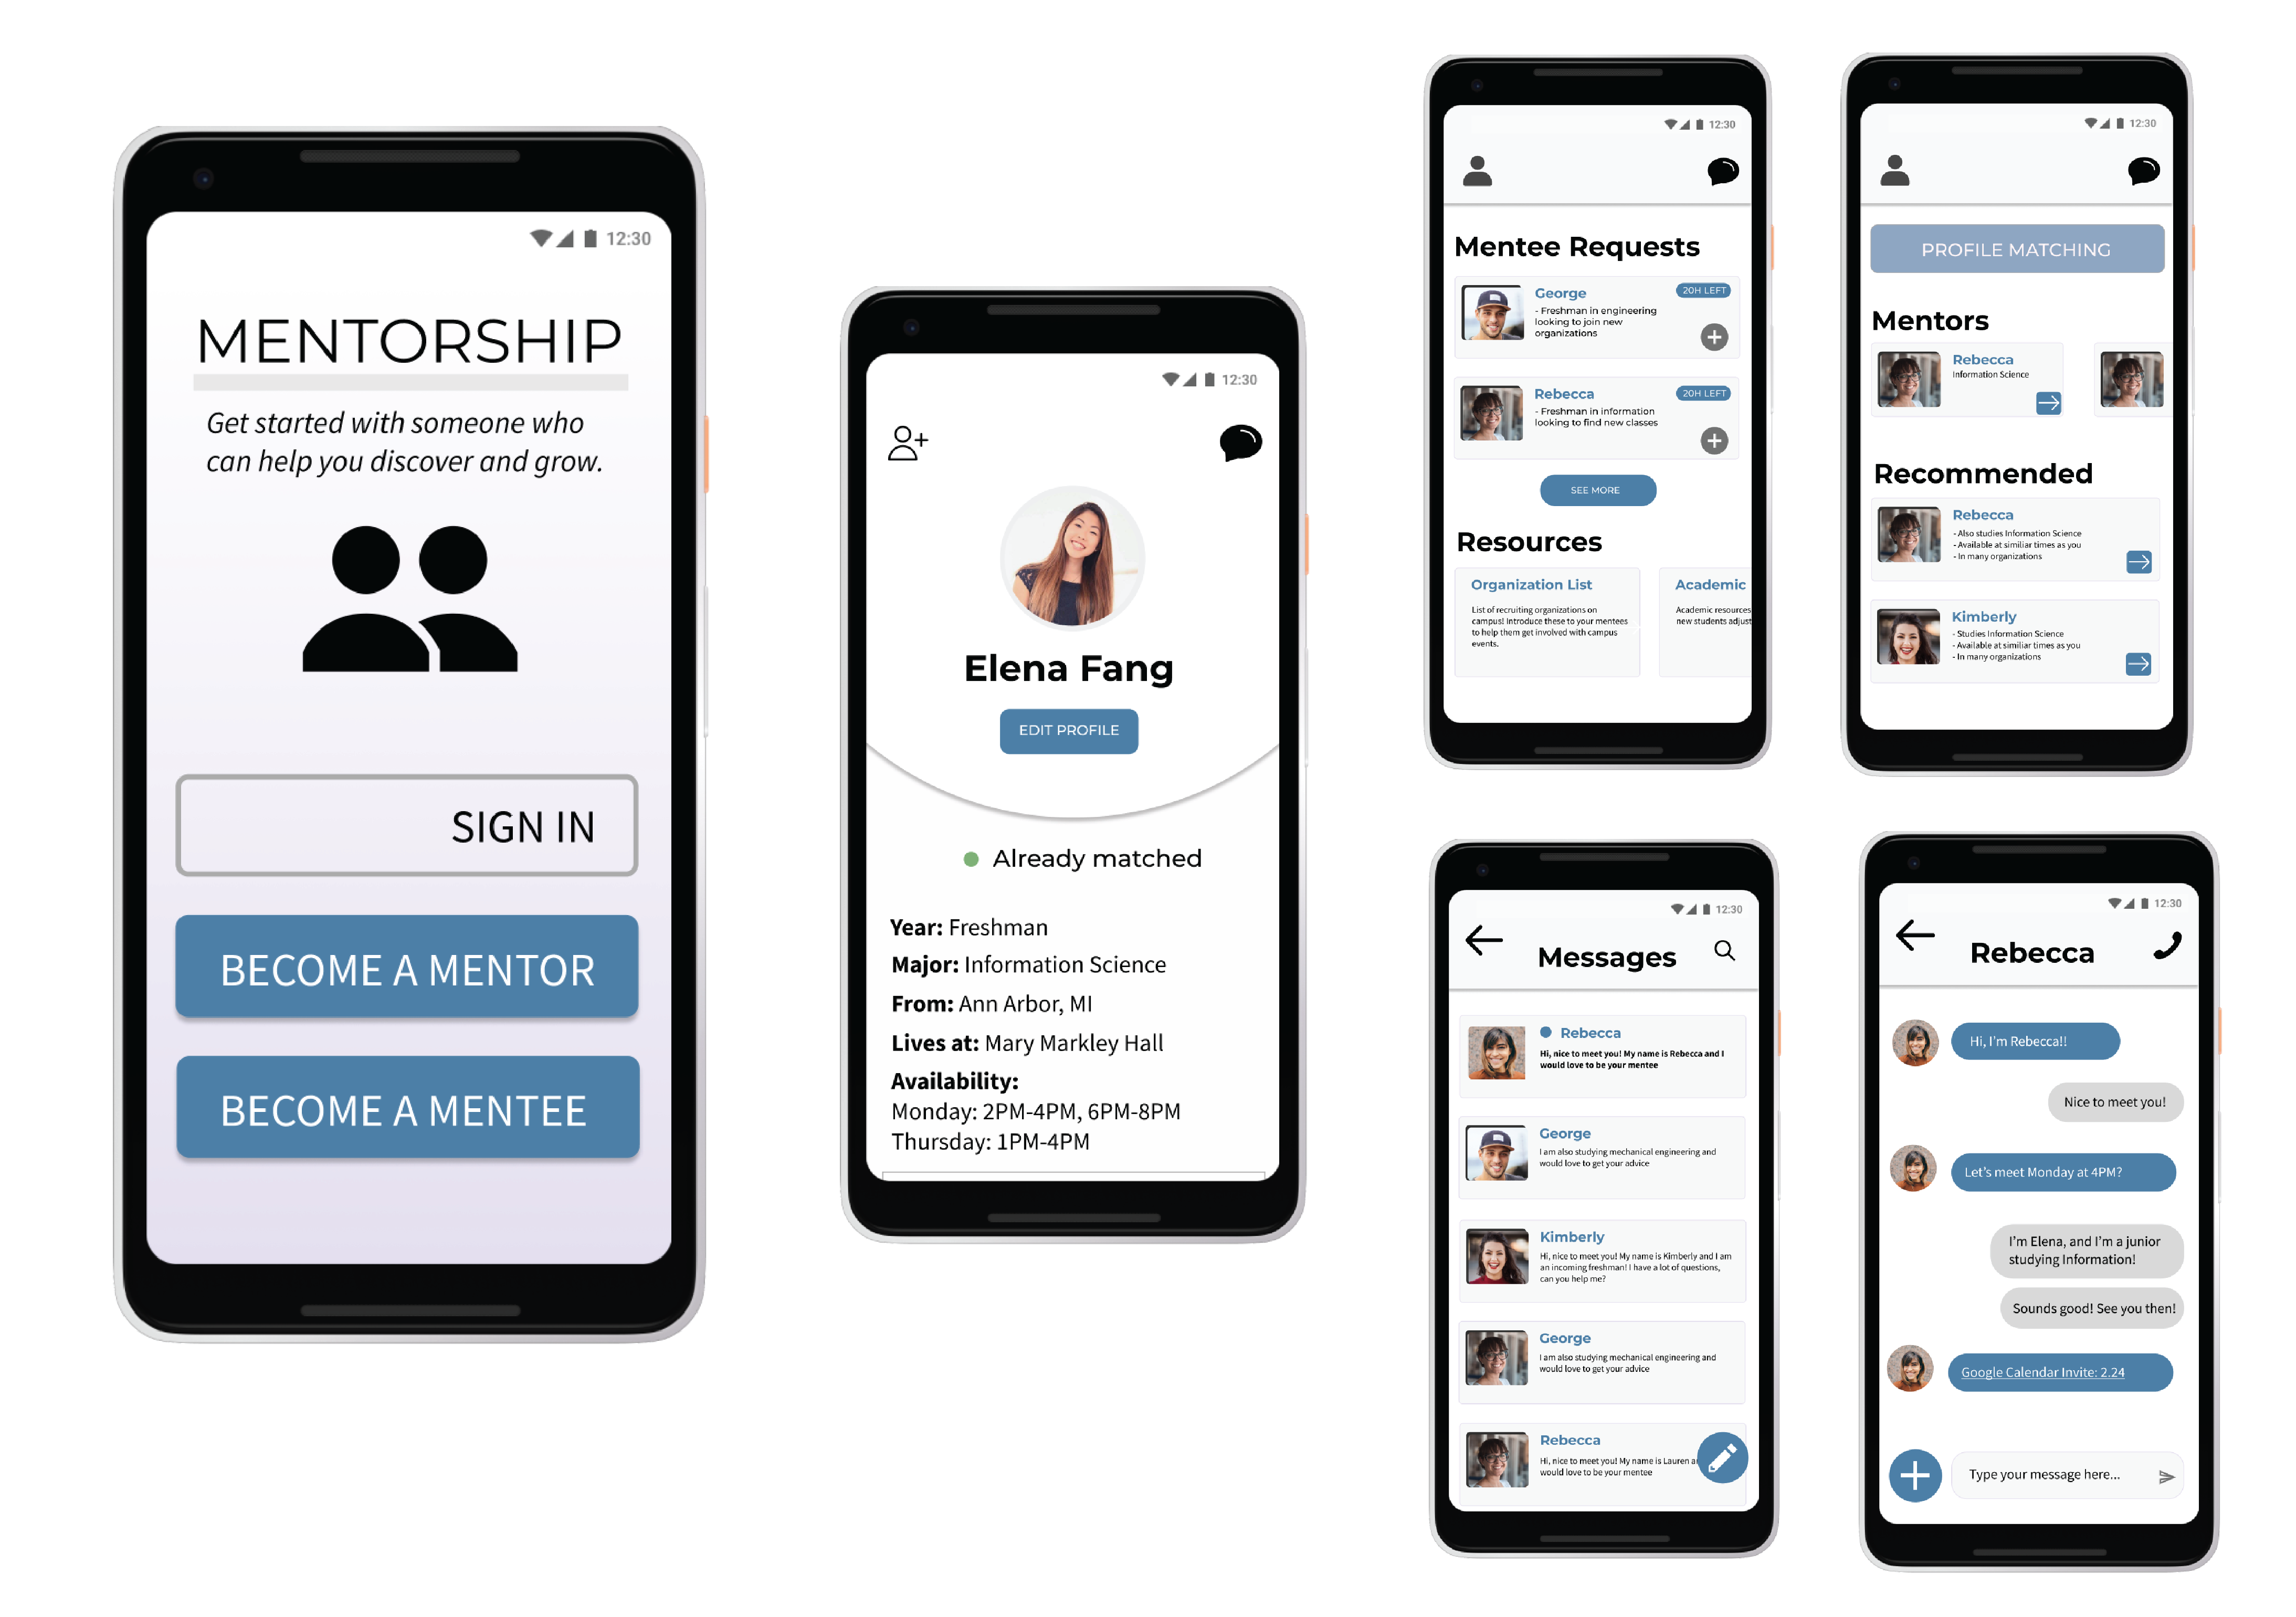 12:30
MENTORSHIP
Get started with someone who
can help you discover and grow.
SIGN IN
BECOME A MENTOR
BECOME A MENTEE
12:30
Elena Fang
EDIT PROFILE
Already matched
Year: Freshman
Major: Information Science
From: Ann Arbor, MI
Lives at: Mary Markley Hall
Availability:
Monday: 2PM-4PM, 6PM-8PM
Thursday: 1PM-4PM
12:30
Mentee Requests
George
20H LEFT
- Freshman in engineering
looking to join new
organizations
Rebecca
20H LEFT
- Freshman in information
looking to find new classes
SEE MORE
Resources
Organization List
List of recruiting organizations on
campus! Introduce these to your mentees
to help them get involved with campus
events.
Academic
Academic resources
new students adjust
12:30
PROFILE MATCHING
Mentors
Rebecca
Information Science
Recommended
Rebecca
- Also studies Information Science
- Available at similiar times as you
- In many organizations
Kimberly
- Studies Information Science
- Available at similiar times as you
- In many organizations
12:30
Messages
Rebecca
Hi, nice to meet you! My name is Rebecca and I
would love to be your mentee
George
I am also studying mechanical engineering and
would love to get your advice
Kimberly
Hi, nice to meet you! My name is Kimberly and I am
an incoming freshman! I have a lot of questions,
can you help me?
George
I am also studying mechanical engineering and
would love to get your advice
Rebecca
Hi, nice to meet you! My name is Lauren a
would love to be your mentee
12:30
Rebecca
Hi, I'm Rebecca!!
Nice to meet you!
Let's meet Monday at 4PM?
I'm Elena, and I'm a junior
studying Information!
Sounds good! See you then!
Google Calendar Invite: 2.24
Type your message here...